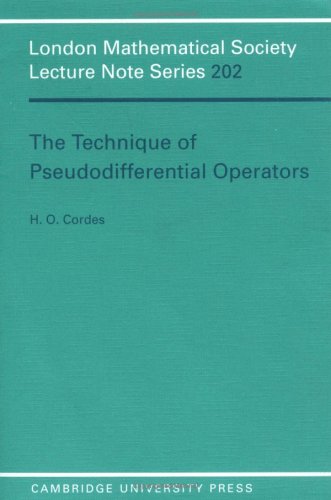 London Mathematical Society
Lecture Note Series 202
The Technique of
Pseudodifferential Operators
H. O. Cordes
CAMBRIDGE UNIVERSITY PRESS